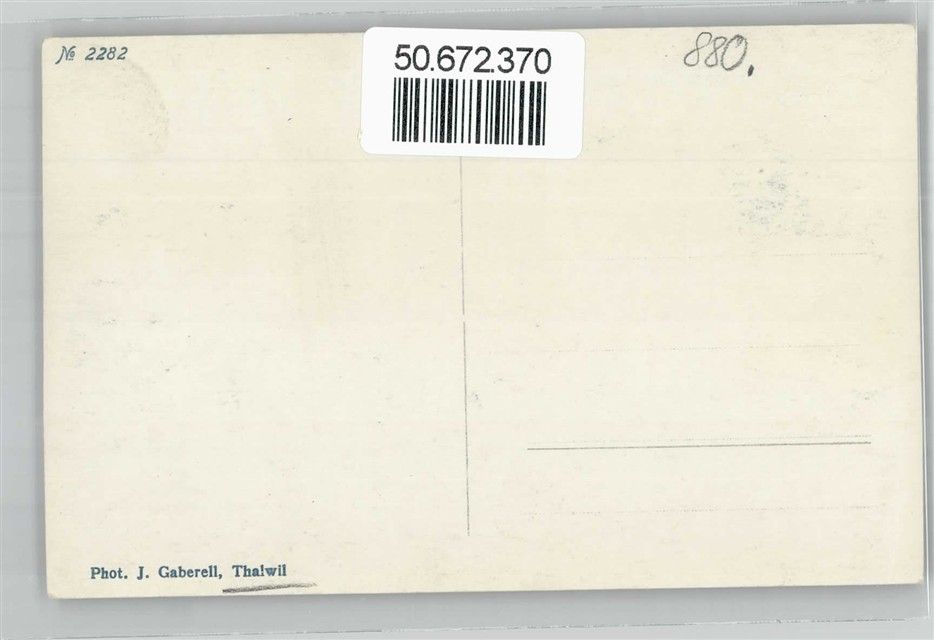 № 2282
50.672.370
880.
Phot. J. Gaberell, Thalwil